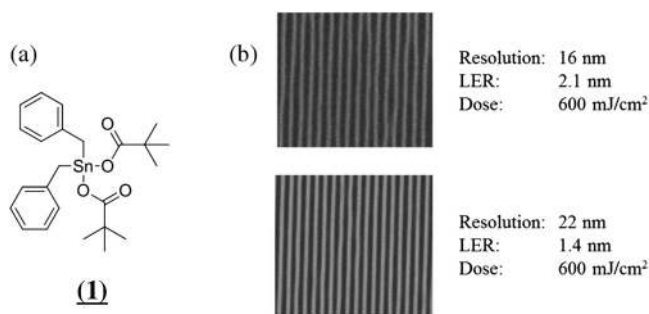 (a)
Sn
O
O
O
O
(1)
(b)
Resolution: 16 nm
LER: 2.1 nm
Dose: 600 mJ/cm²
Resolution: 22 nm
LER: 1.4 nm
Dose: 600 mJ/cm²